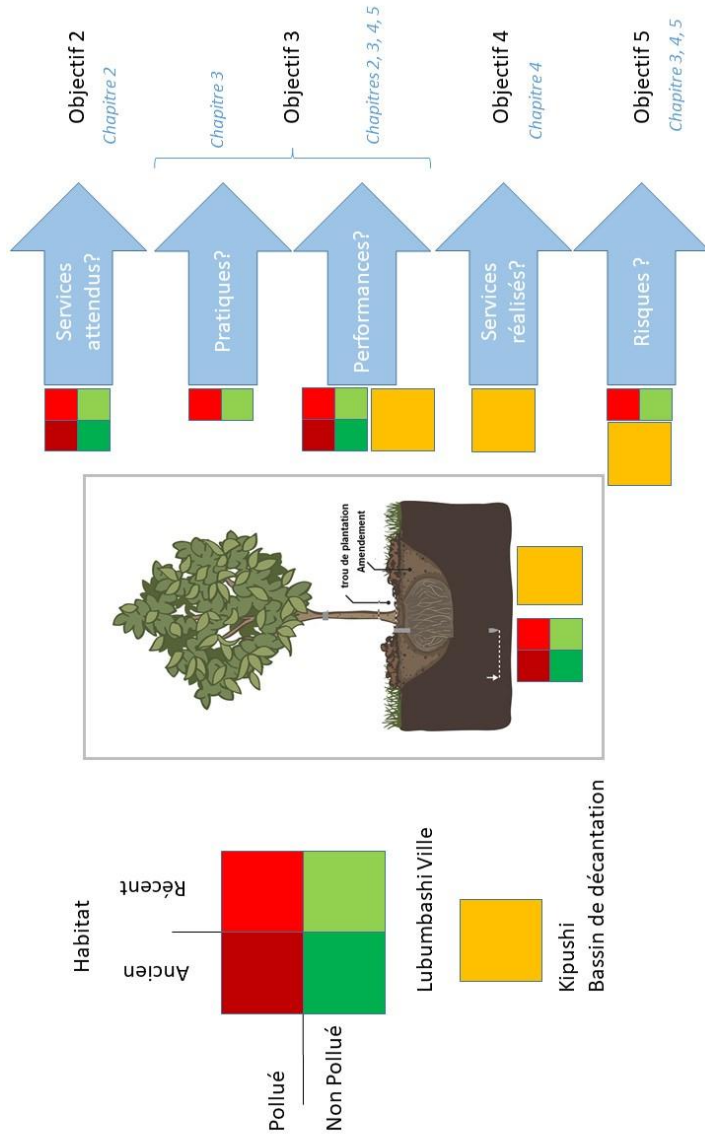 Habitat
Ancien
Récent
Pollué
Non Pollué
Lubumbashi Ville
Kipushi
Bassin de décantation
trou de plantation
Amendement
Services
attendus?
Objectif 2
Chapitre 2
Pratiques?
Chapitre 3
Objectif 3
Performances?
Chapitres 2, 3, 4, 5
Services
réalisés?
Objectif 4
Chapitre 4
Risques ?
Objectif 5
Chapitre 3, 4, 5